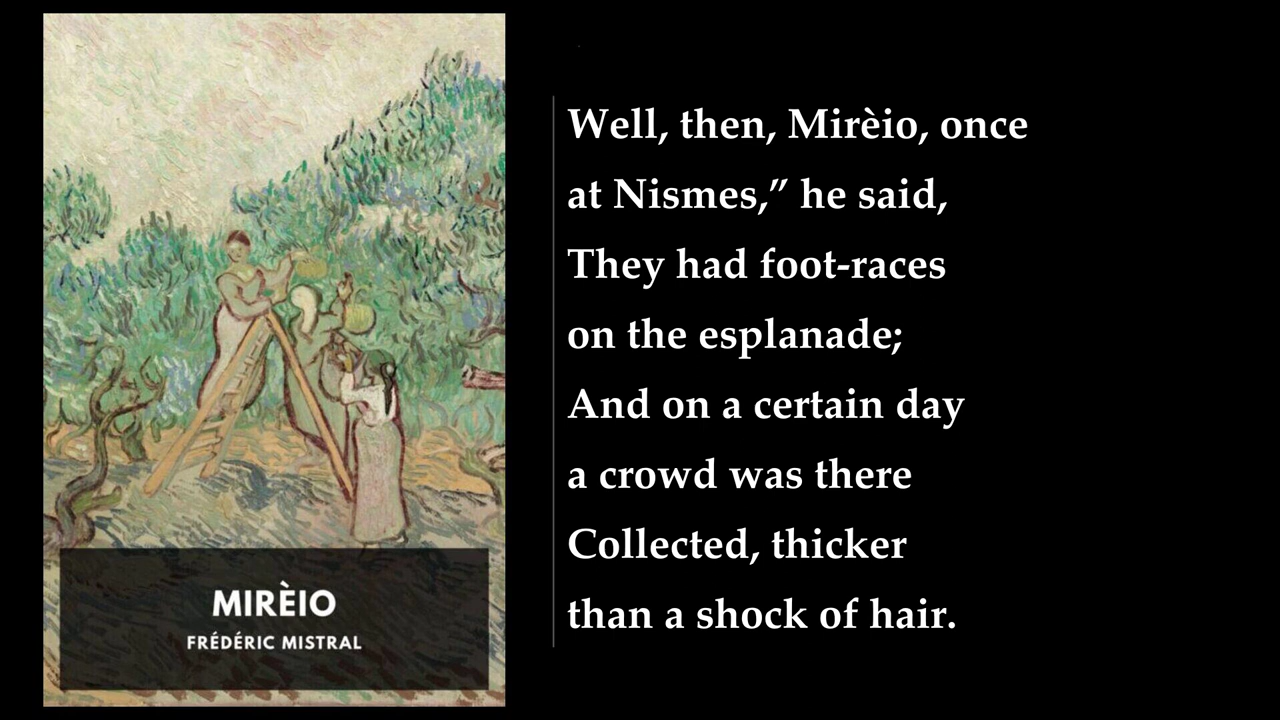 MIRÈIO
FRÉDÉRIC MISTRAL
Well, then, Mirèio, once
at Nismes,” he said,
They had foot-races
on the esplanade;
And on a certain day
a crowd was there
Collected, thicker
than a shock of hair.